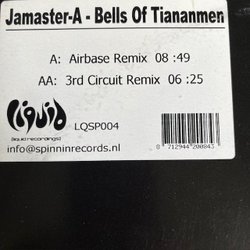 Jamaster-A - Bells Of Tiananmen
A: Airbase Remix 08 :49
AA: 3rd Circuit Remix 06 :25
liquid
liquid recordings
LQSP004
info@spinninrecords.nl
8 712944 200843